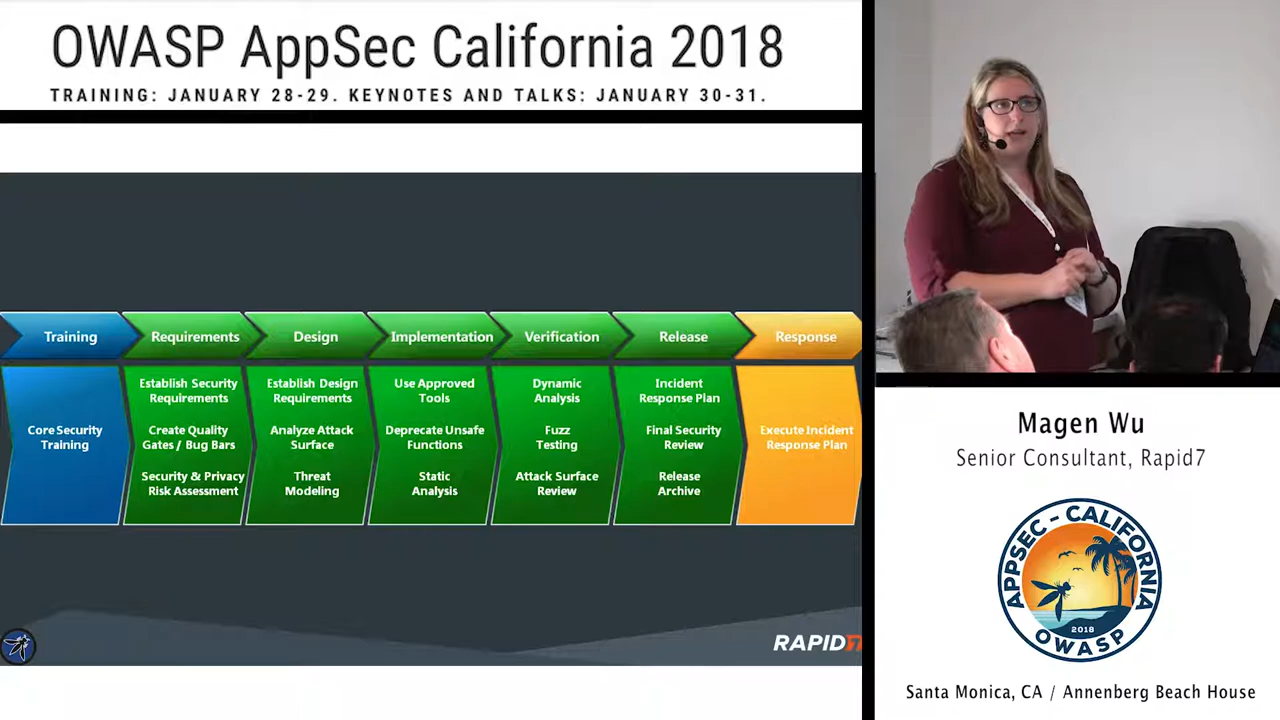 OWASP AppSec California 2018
TRAINING: JANUARY 28-29. KEYNOTES AND TALKS: JANUARY 30-31.
Training
Requirements
Design
Implementation
Verification
Release
Response
Core Security
Training
Establish Security
Requirements
Create Quality
Gates / Bug Bars
Security & Privacy
Risk Assessment
Establish Design
Requirements
Analyze Attack
Surface
Threat
Modeling
Use Approved
Tools
Deprecate Unsafe
Functions
Static
Analysis
Dynamic
Analysis
Fuzz
Testing
Attack Surface
Review
Incident
Response Plan
Final Security
Review
Release
Archive
Execute Incident
Response Plan
RAPID7
Magen Wu
Senior Consultant, Rapid7
APPSEC - CALIFORNIA
2018
OWASP
Santa Monica, CA / Annenberg Beach House